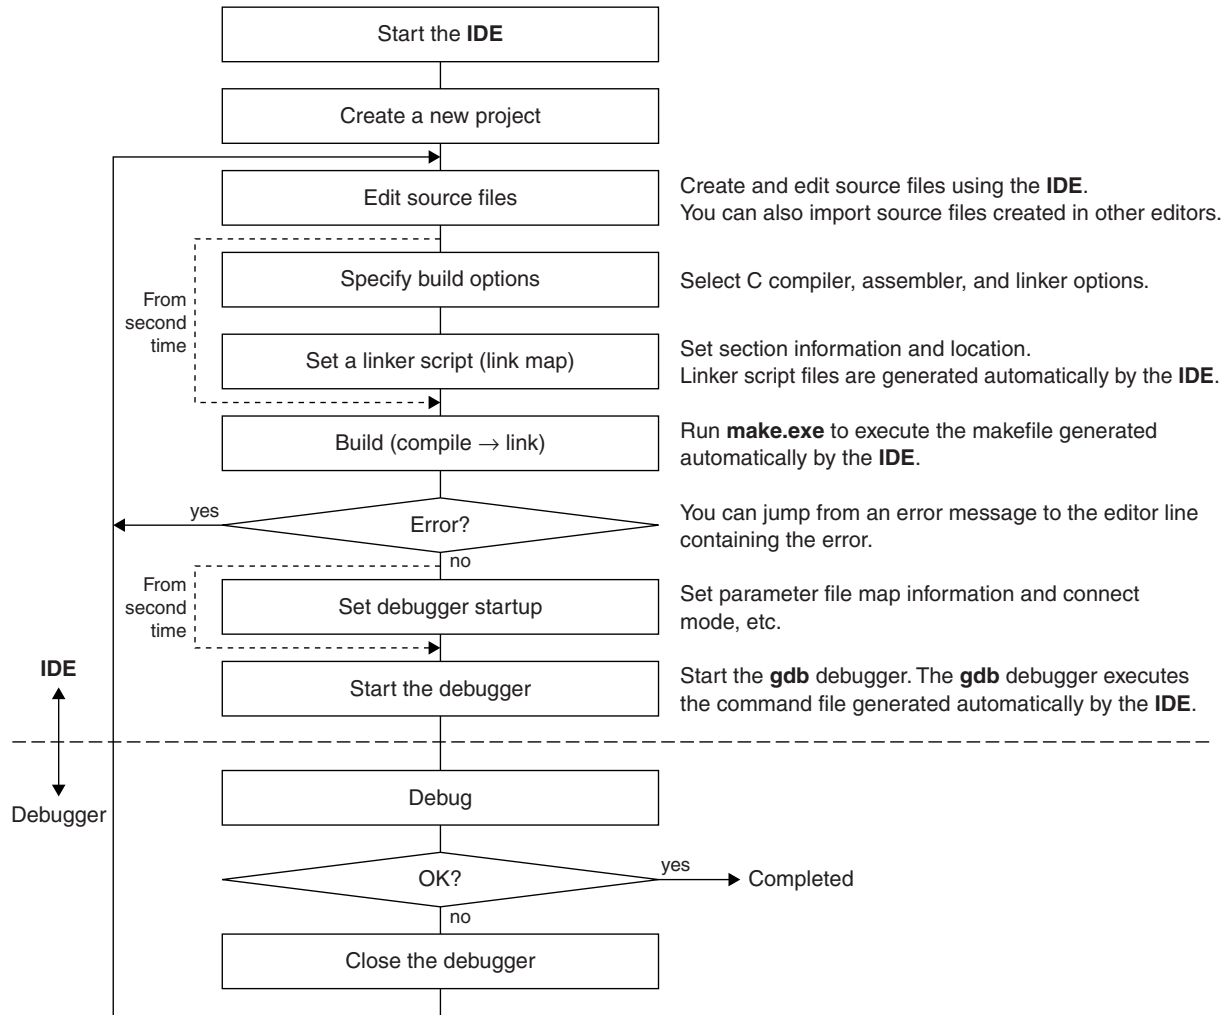 Start the IDE
Create a new project
Edit source files
Create and edit source files using the IDE.
You can also import source files created in other editors.
Specify build options
Select C compiler, assembler, and linker options.
From
second
time
Set a linker script (link map)
Set section information and location.
Linker script files are generated automatically by the IDE.
Build (compile → link)
Run make.exe to execute the makefile generated
automatically by the IDE.
yes
Error?
no
You can jump from an error message to the editor line
containing the error.
From
second
time
Set debugger startup
Set parameter file map information and connect
mode, etc.
IDE
Start the debugger
Start the gdb debugger. The gdb debugger executes
the command file generated automatically by the IDE.
Debugger
Debug
OK?
yes
Completed
no
Close the debugger